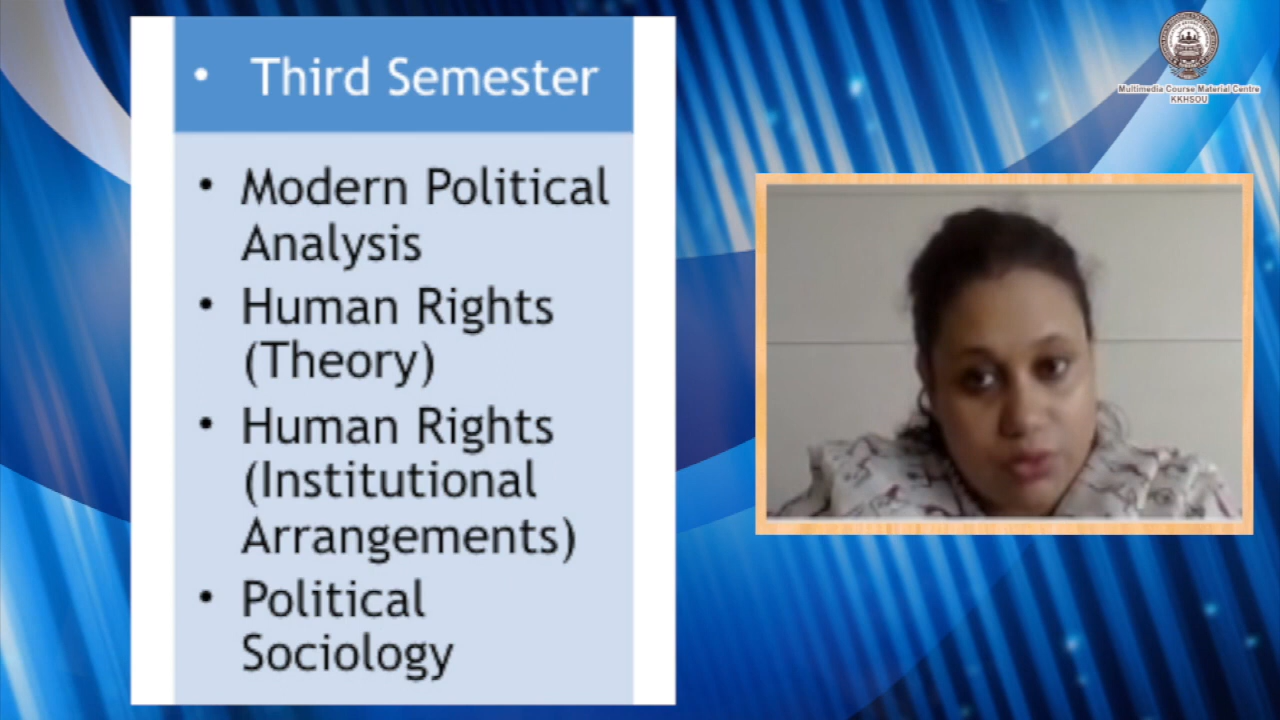 • Third Semester
• Modern Political
Analysis
• Human Rights
(Theory)
• Human Rights
(Institutional
Arrangements)
• Political
Sociology
Multimedia Course Material Centre
KKHSOU